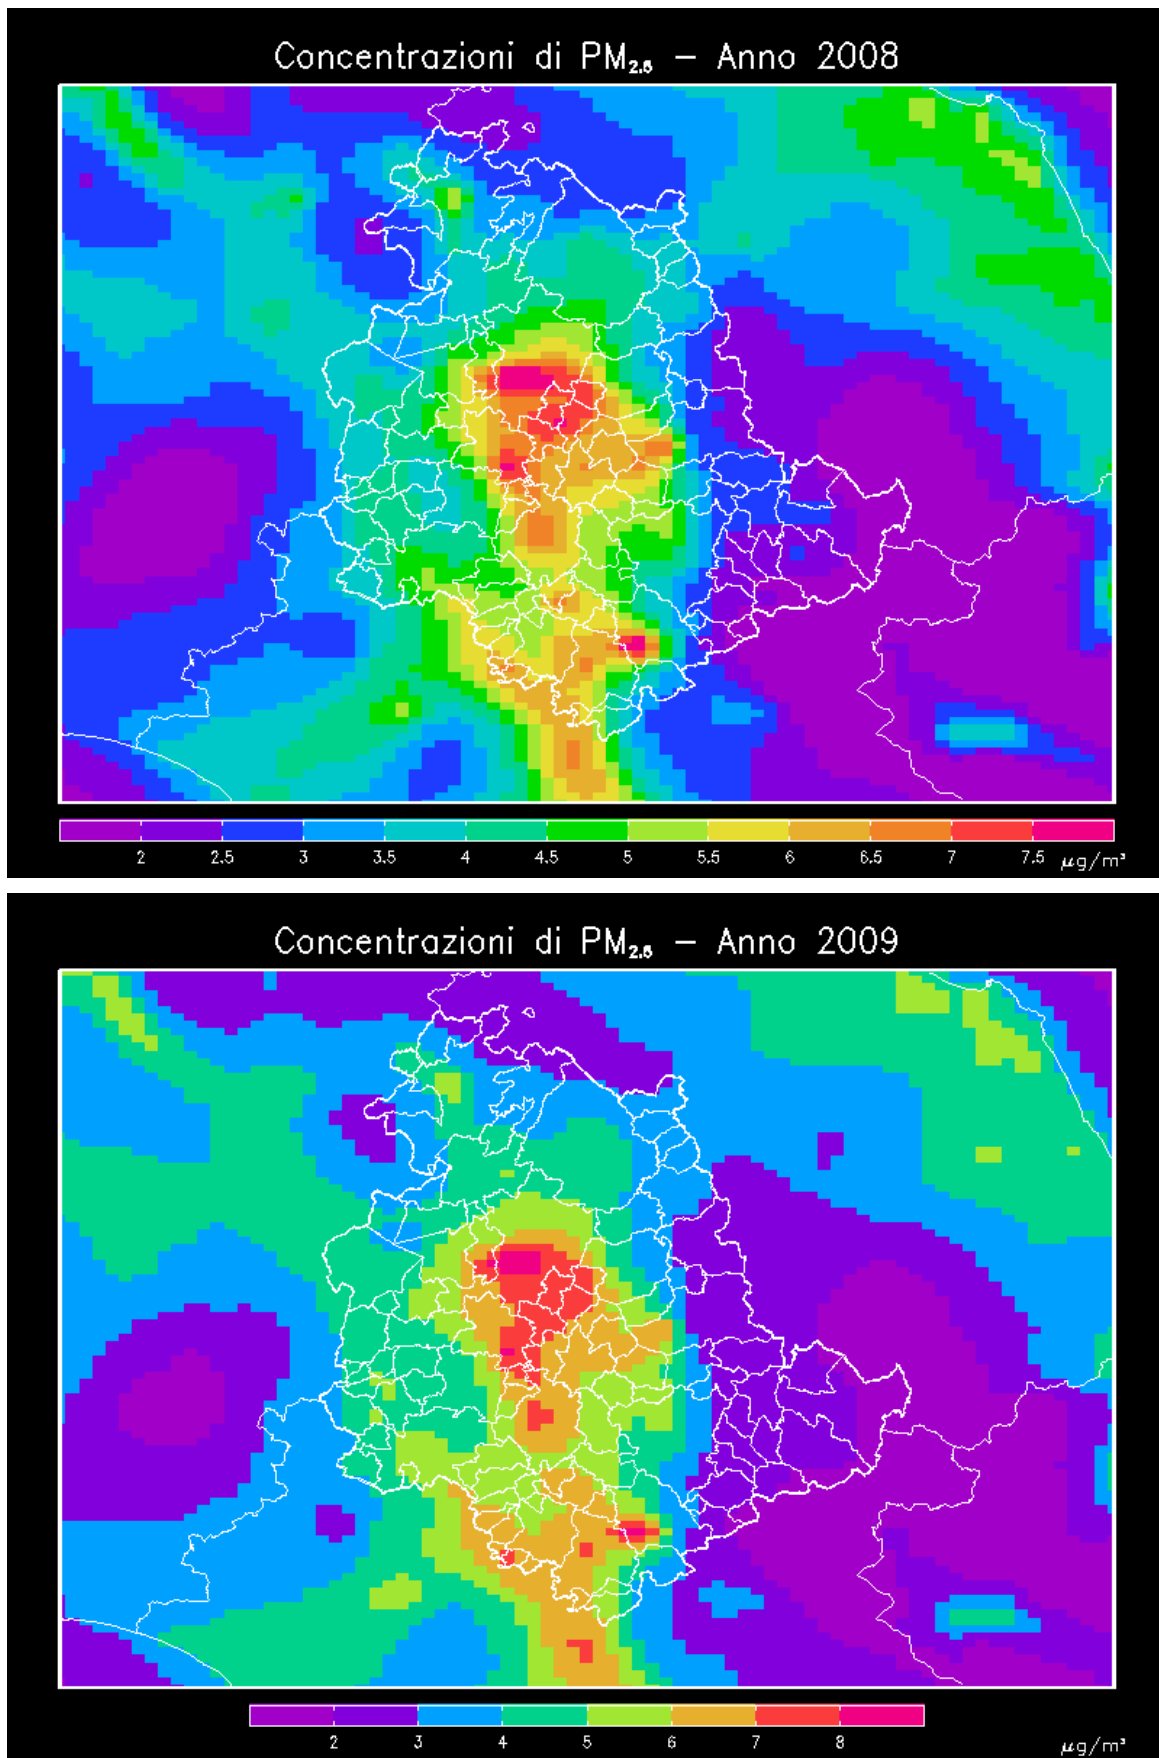 Concentrazioni di PM2.5 – Anno 2008
2 2.5 3 3.5 4 4.5 5 5.5 6 6.5 7 7.5 μg/m³
Concentrazioni di PM2.5 – Anno 2009
2 3 4 5 6 7 8 μg/m³